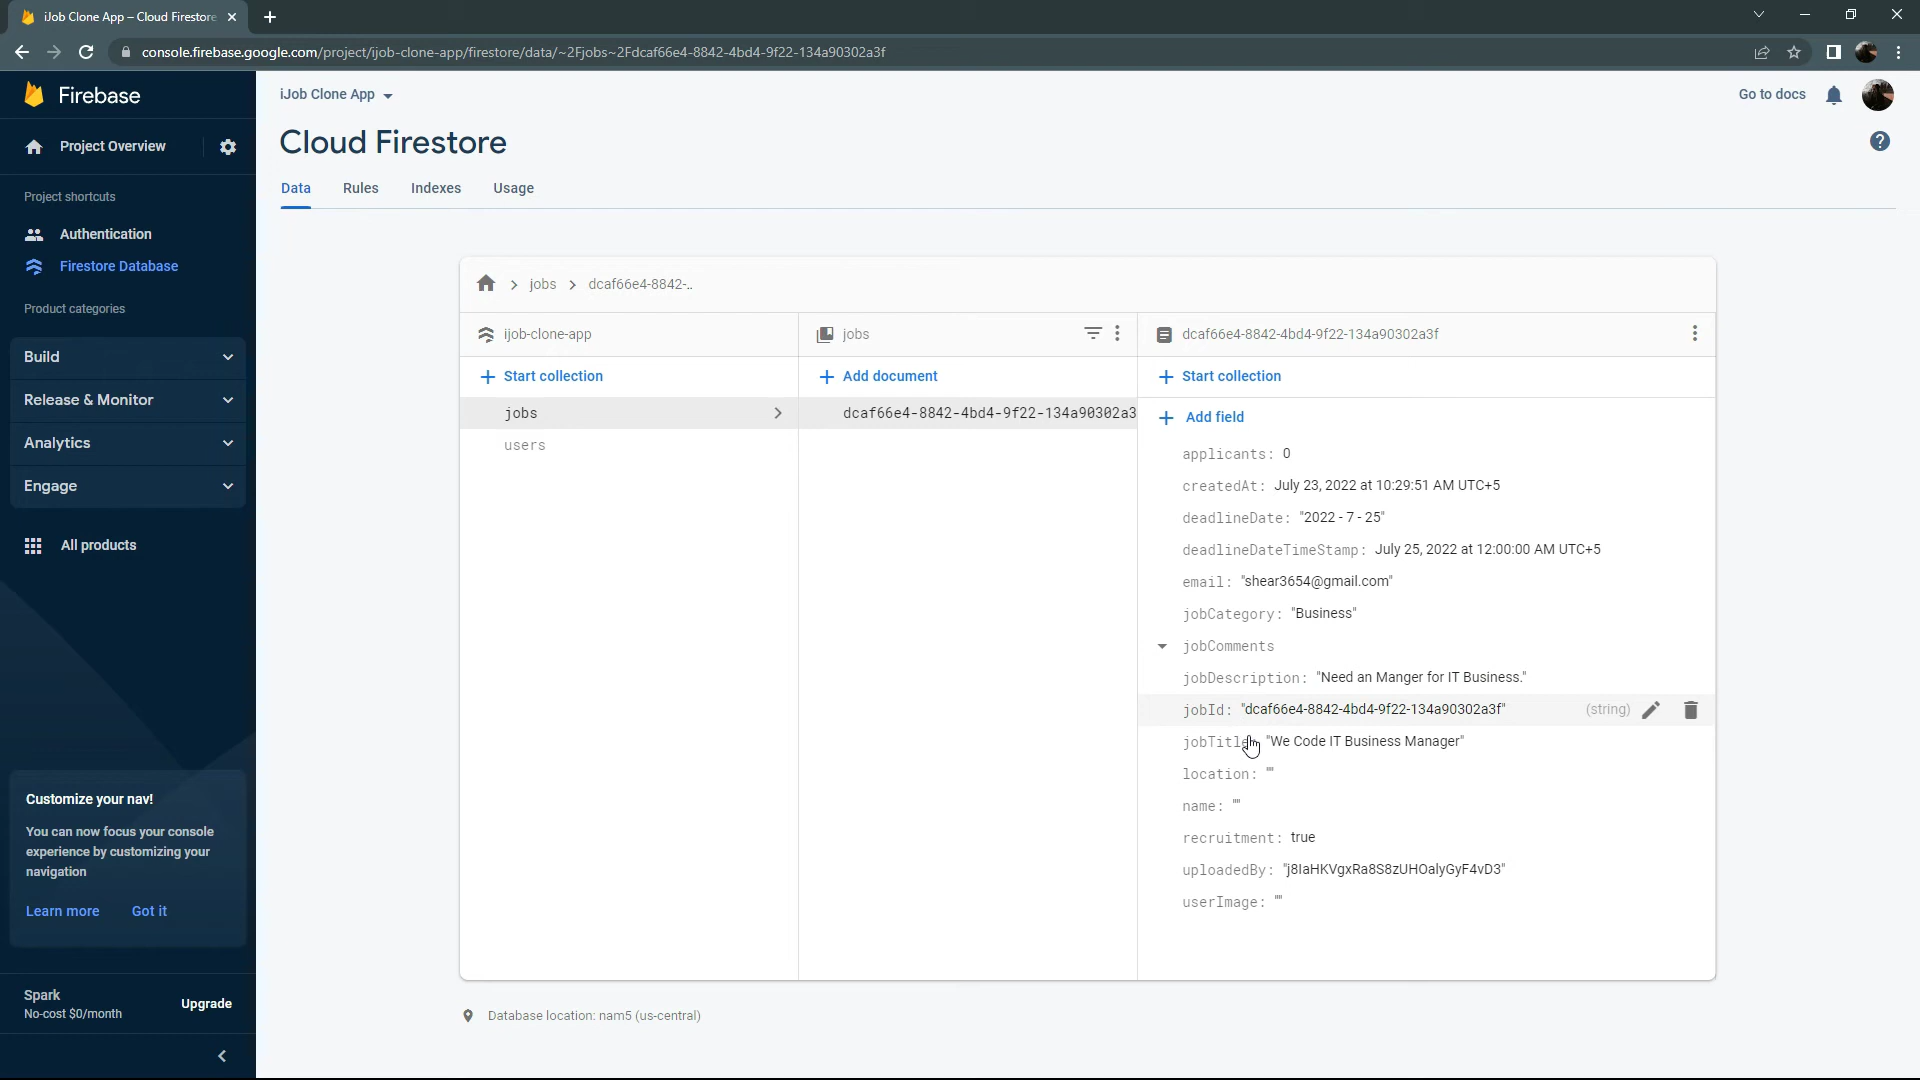 iJob Clone App – Cloud Firestore
console.firebase.google.com/project/ijob-clone-app/firestore/data/~2Fjobs~2Fdcaf66e4-8842-4bd4-9f22-134a90302a3f
Firebase
Project Overview
Project shortcuts
Authentication
Firestore Database
Product categories
Build
Release & Monitor
Analytics
Engage
All products
Customize your nav!
You can now focus your console
experience by customizing your
navigation
Learn more Got it
Spark
No-cost $0/month
Upgrade
iJob Clone App
Go to docs
Cloud Firestore
Data Rules Indexes Usage
jobs dcaf66e4-8842-..
ijob-clone-app
Start collection
jobs
users
jobs
Add document
dcaf66e4-8842-4bd4-9f22-134a90302a3
dcaf66e4-8842-4bd4-9f22-134a90302a3f
Start collection
Add field
applicants: 0
createdAt: July 23, 2022 at 10:29:51 AM UTC+5
deadlineDate: "2022 - 7 - 25"
deadlineDateTimeStamp: July 25, 2022 at 12:00:00 AM UTC+5
email: "shear3654@gmail.com"
jobCategory: "Business"
jobComments
jobDescription: "Need an Manger for IT Business."
jobId: "dcaf66e4-8842-4bd4-9f22-134a90302a3f" (string)
jobTitle "We Code IT Business Manager"
location: ""
name: ""
recruitment: true
uploadedBy: "j8IaHKVgxRa8S8zUHOalyGyF4vD3"
userImage: ""
Database location: nam5 (us-central)